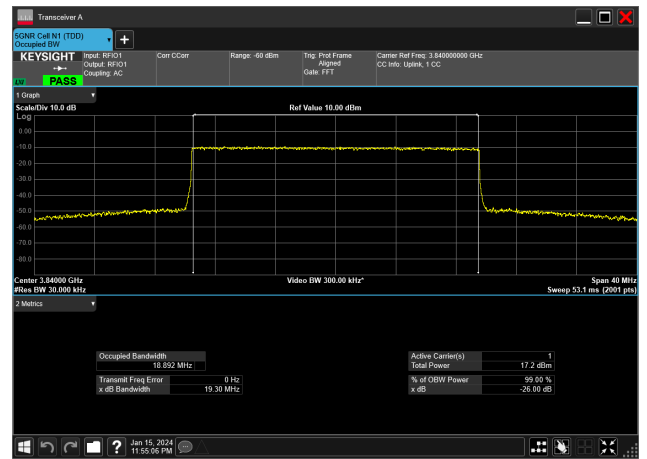 Transceiver A
5GNR Cell N1 (TDD)
Occupied BW
KEYSIGHT
Input: RFIO1
Output: RFIO1
Coupling: AC
Corr CCorr
Range: -60 dBm
Trig: Prot Frame
Aligned
Gate: FFT
Carrier Ref Freq: 3.840000000 GHz
CC Info: Uplink, 1 CC
PASS
1 Graph
Scale/Div 10.0 dB
Ref Value 10.00 dBm
Log
0.00
-10.0
-20.0
-30.0
-40.0
-50.0
-60.0
-70.0
-80.0
Center 3.84000 GHz
Video BW 300.00 kHz*
Span 40 MHz
#Res BW 30.000 kHz
Sweep 53.1 ms (2001 pts)
2 Metrics
Occupied Bandwidth
18.892 MHz
Active Carrier(s) 1
Total Power 17.2 dBm
Transmit Freq Error 0 Hz
x dB Bandwidth 19.30 MHz
% of OBW Power 99.00 %
x dB -26.00 dB
?
Jan 15, 2024
11:55:06 PM